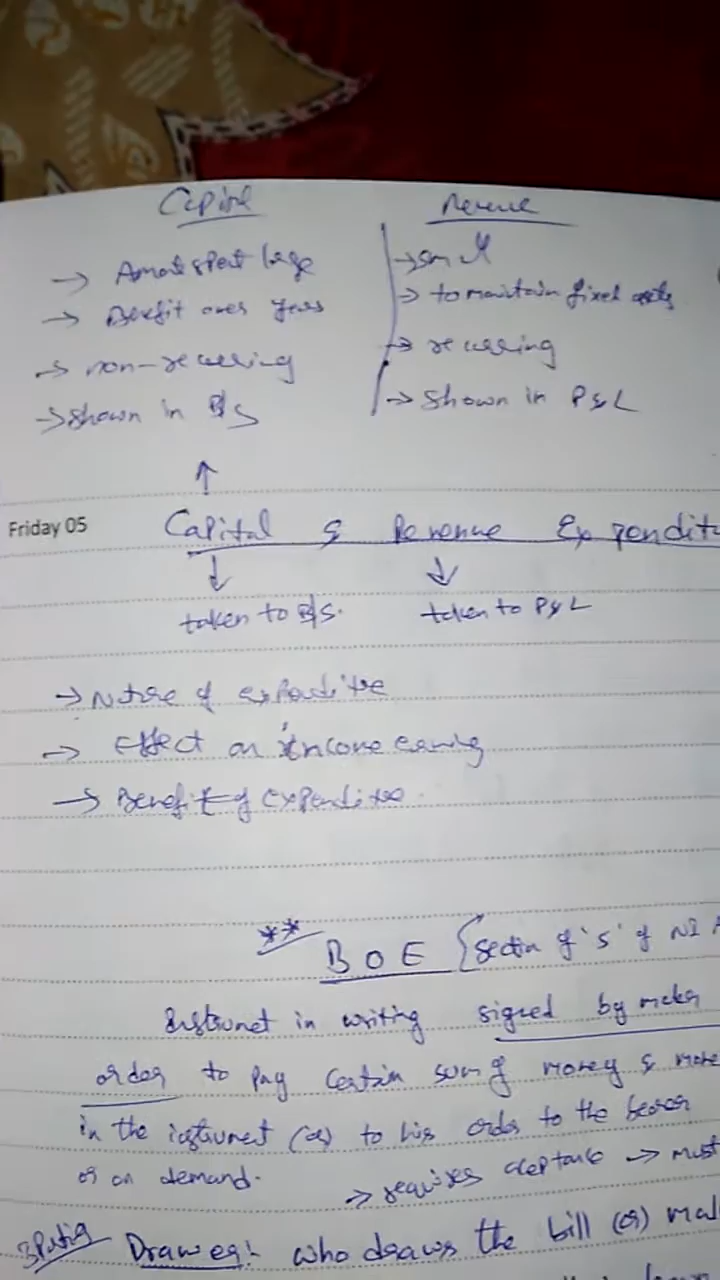 Capital Revenue
→ Amount spent large → small
→ Benefit over years → to maintain fixed assets
→ non-recurring → recurring
→ shown in B/S → shown in P&L
↑
Friday 05 Capital & Revenue Expendit
↓ ↓
taken to B/S. taken to P&L
→ Nature of expenditure
→ Effect on income earning
→ Benefit of Expenditure.
** BOE {Section of '5' of NI A
Instrument in writing signed by maker
order to pay certain sum of money &
in the instrument (or) to his order to the bearer
or on demand. → requires acceptance → must
3 Parties Drawer: who draws the bill (or)